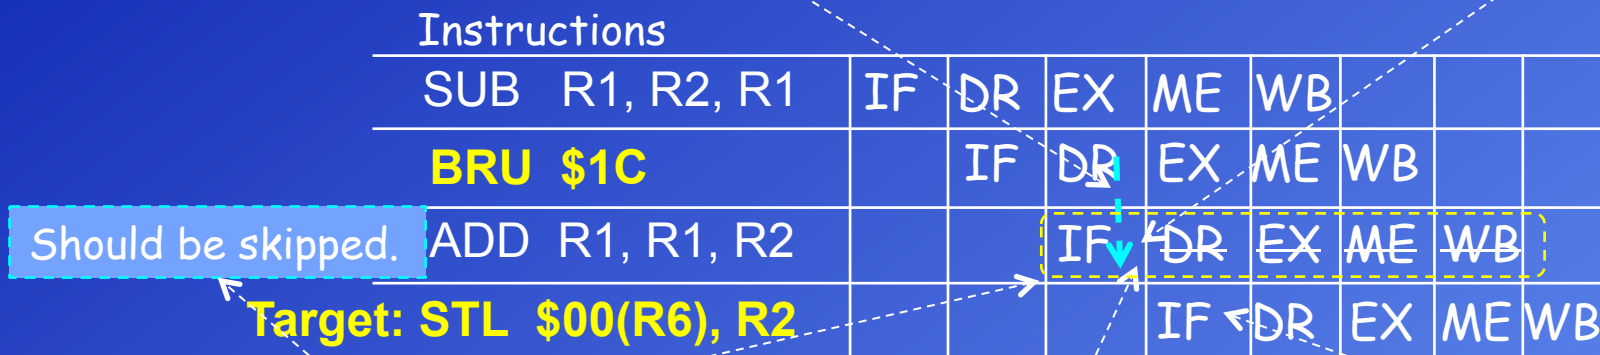 Instructions
SUB R1, R2, R1 IF DR EX ME WB
BRU $1C IF DR EX ME WB
Should be skipped. ADD R1, R1, R2 IF DR EX ME WB
Target: STL $00(R6), R2 IF DR EX ME WB